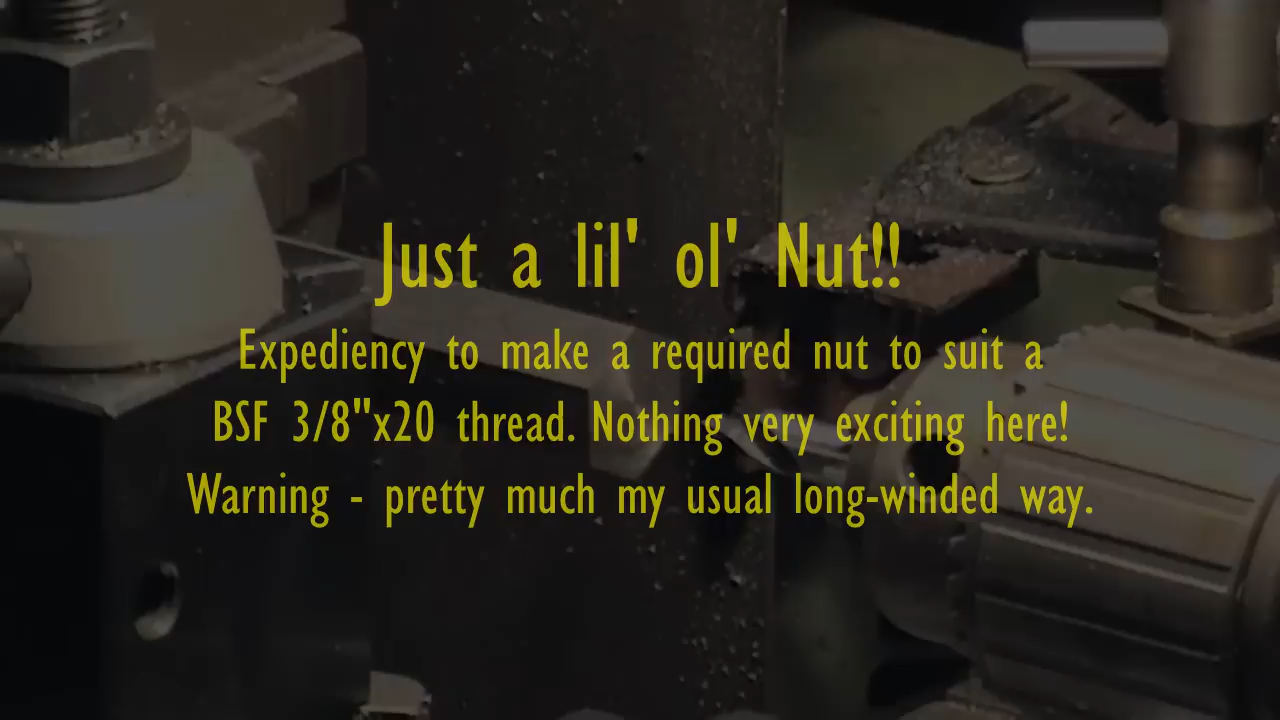 Just a lil' ol' Nut!!
Expediency to make a required nut to suit a
BSF 3/8"x20 thread. Nothing very exciting here!
Warning - pretty much my usual long-winded way.